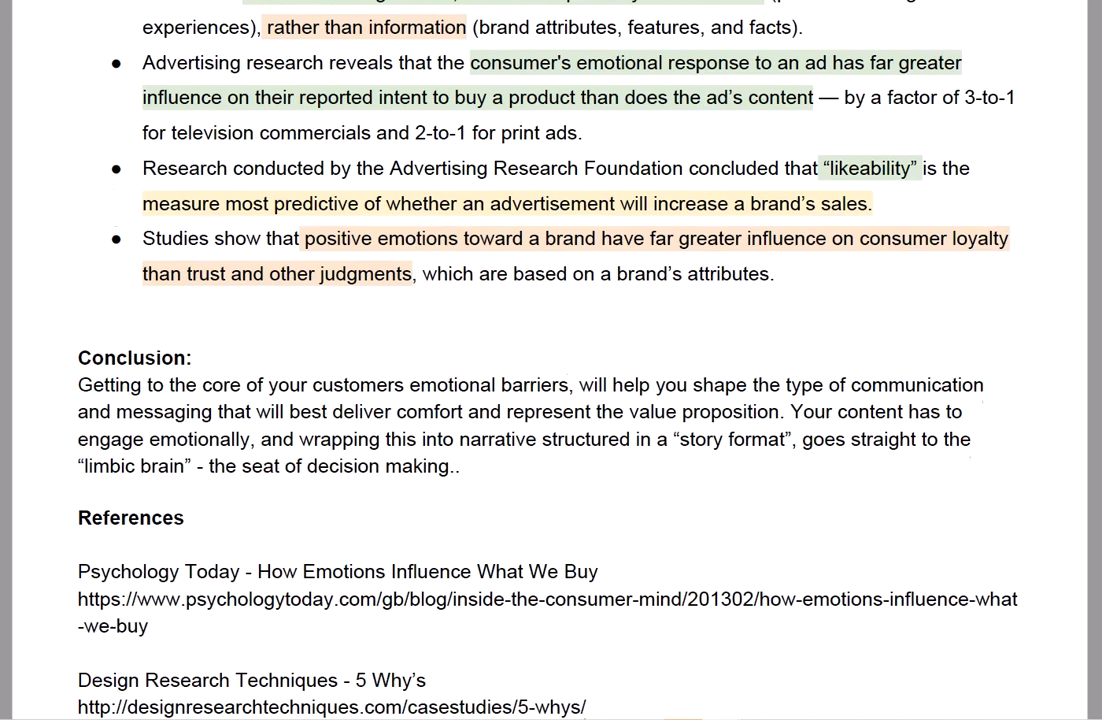 experiences), rather than information (brand attributes, features, and facts).
● Advertising research reveals that the consumer's emotional response to an ad has far greater
influence on their reported intent to buy a product than does the ad’s content — by a factor of 3-to-1
for television commercials and 2-to-1 for print ads.
● Research conducted by the Advertising Research Foundation concluded that “likeability” is the
measure most predictive of whether an advertisement will increase a brand’s sales.
● Studies show that positive emotions toward a brand have far greater influence on consumer loyalty
than trust and other judgments, which are based on a brand’s attributes.
Conclusion:
Getting to the core of your customers emotional barriers, will help you shape the type of communication
and messaging that will best deliver comfort and represent the value proposition. Your content has to
engage emotionally, and wrapping this into narrative structured in a “story format”, goes straight to the
“limbic brain” - the seat of decision making..
References
Psychology Today - How Emotions Influence What We Buy
https://www.psychologytoday.com/gb/blog/inside-the-consumer-mind/201302/how-emotions-influence-what
-we-buy
Design Research Techniques - 5 Why’s
http://designresearchtechniques.com/casestudies/5-whys/